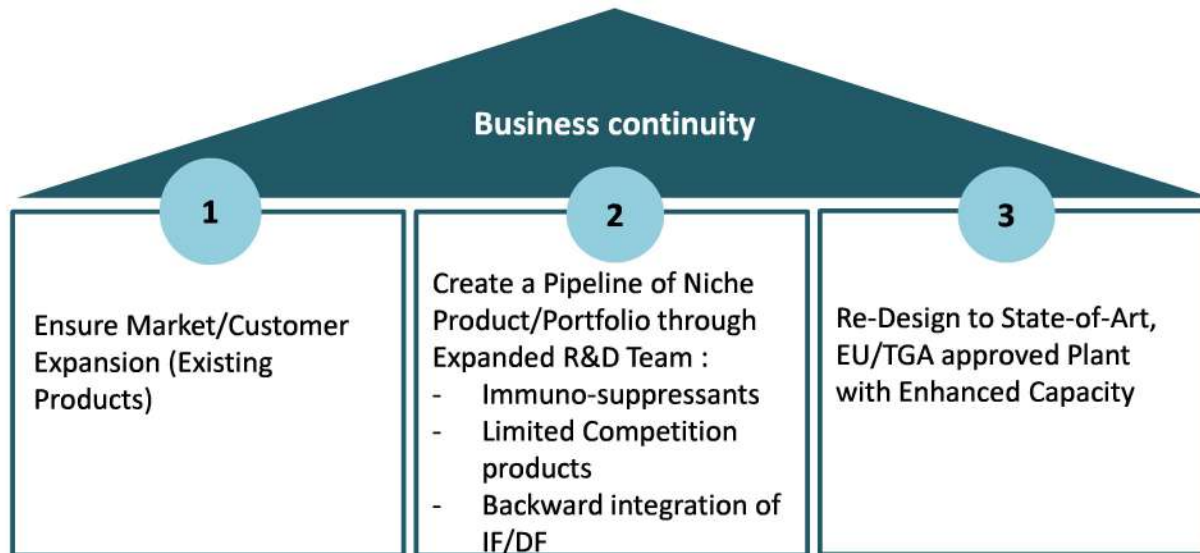 Business continuity
1
Ensure Market/Customer
Expansion (Existing
Products)
2
Create a Pipeline of Niche
Product/Portfolio through
Expanded R&D Team :
- Immuno-suppressants
- Limited Competition
products
- Backward integration of
IF/DF
3
Re-Design to State-of-Art,
EU/TGA approved Plant
with Enhanced Capacity